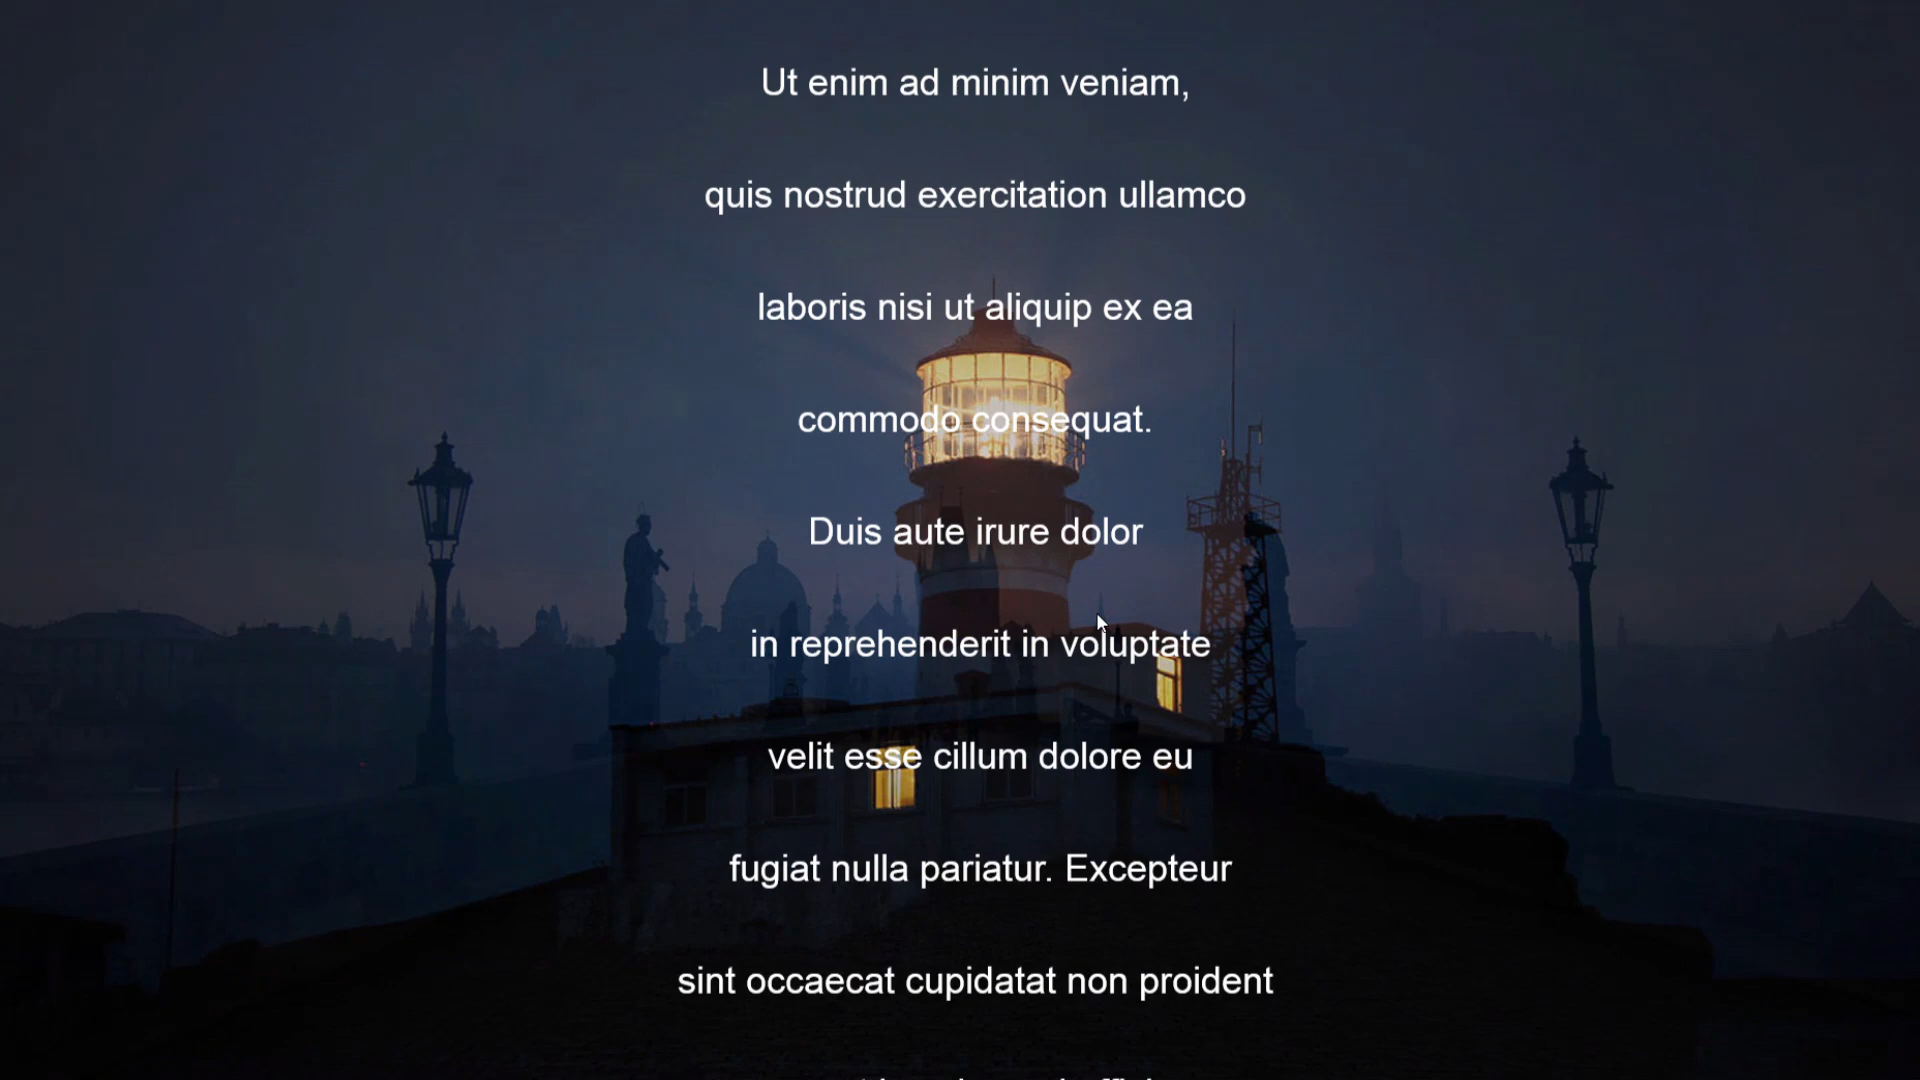 Ut enim ad minim veniam,
quis nostrud exercitation ullamco
laboris nisi ut aliquip ex ea
commodo consequat.
Duis aute irure dolor
in reprehenderit in voluptate
velit esse cillum dolore eu
fugiat nulla pariatur. Excepteur
sint occaecat cupidatat non proident